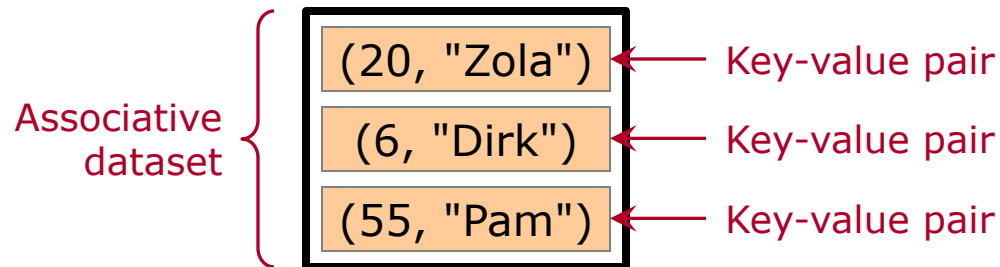 Associative
dataset
(20, "Zola")
Key-value pair
(6, "Dirk")
Key-value pair
(55, "Pam")
Key-value pair